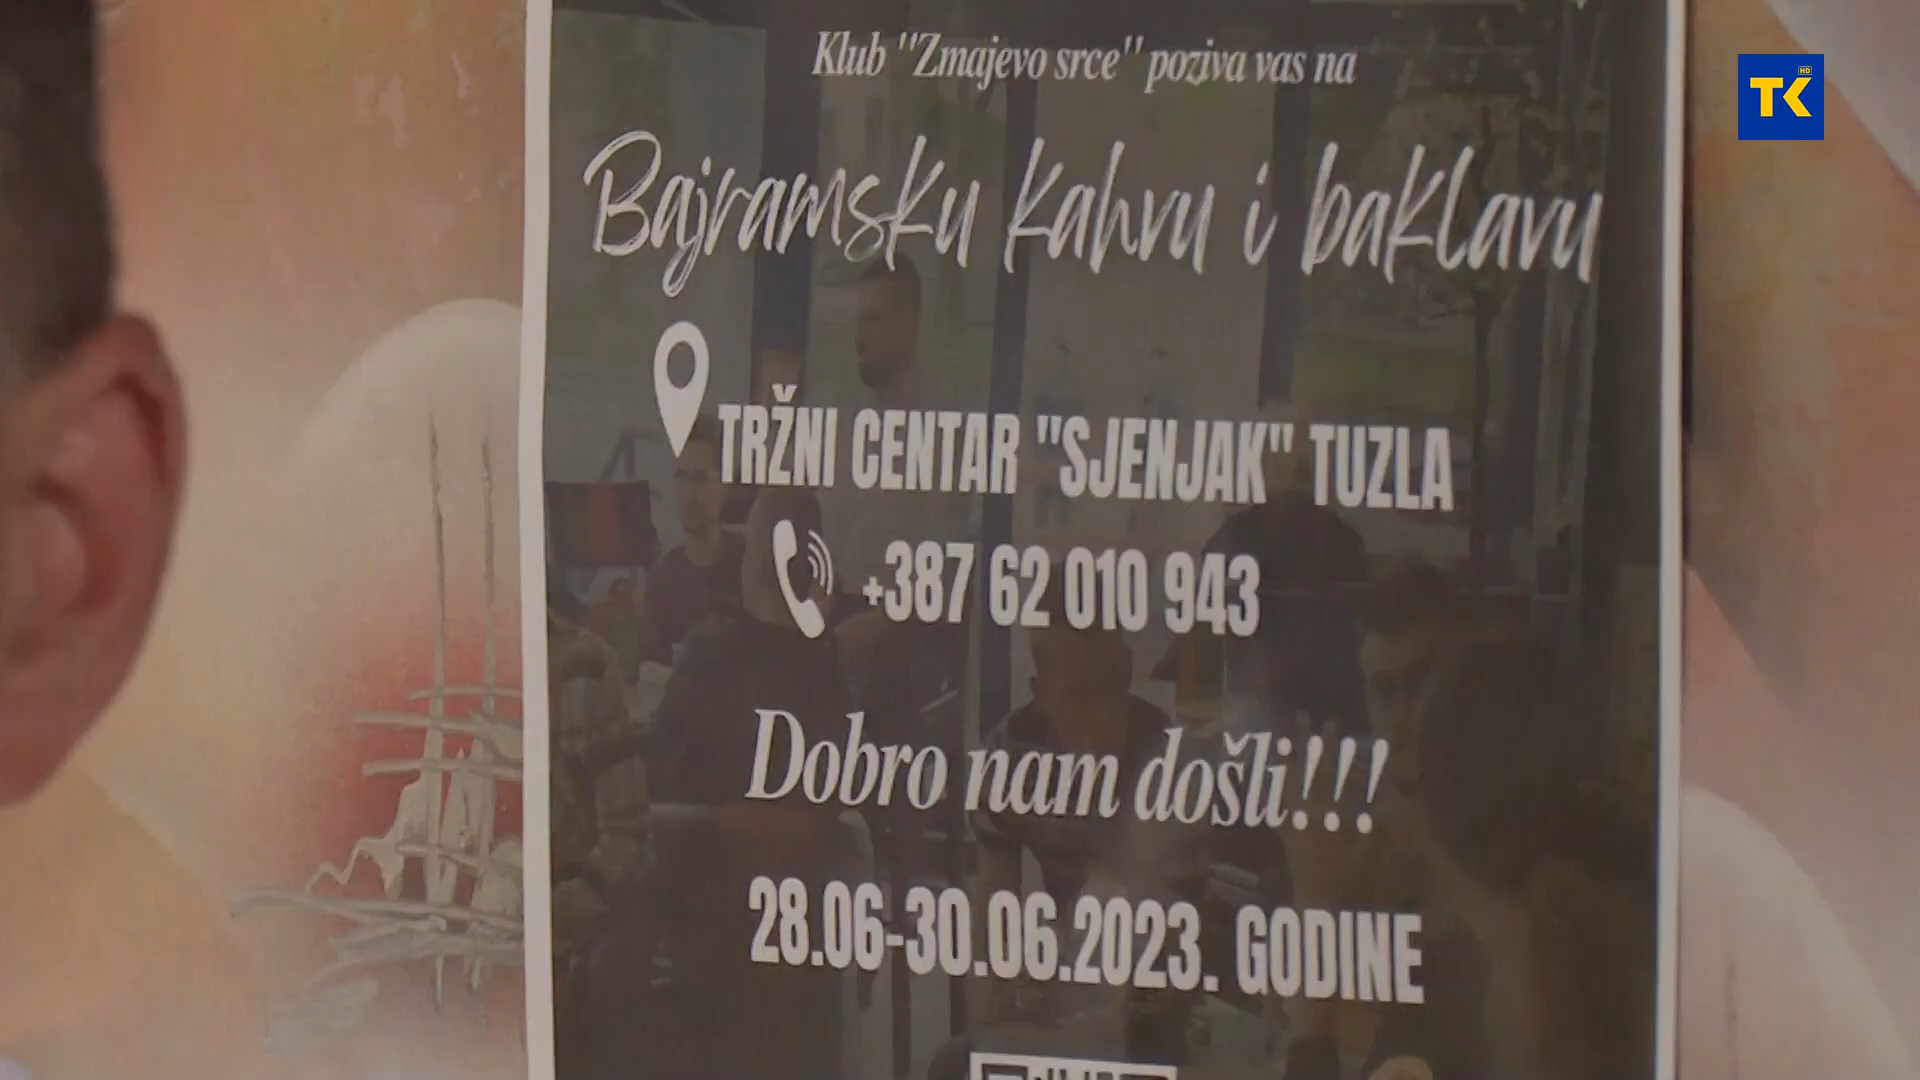 Klub "Zmajevo srce" poziva vas na
TK HD
Bajramsku kahvu i baklavu
TRŽNI CENTAR "SJENJAK" TUZLA
+387 62 010 943
Dobro nam došli!!!
28.06-30.06.2023. GODINE